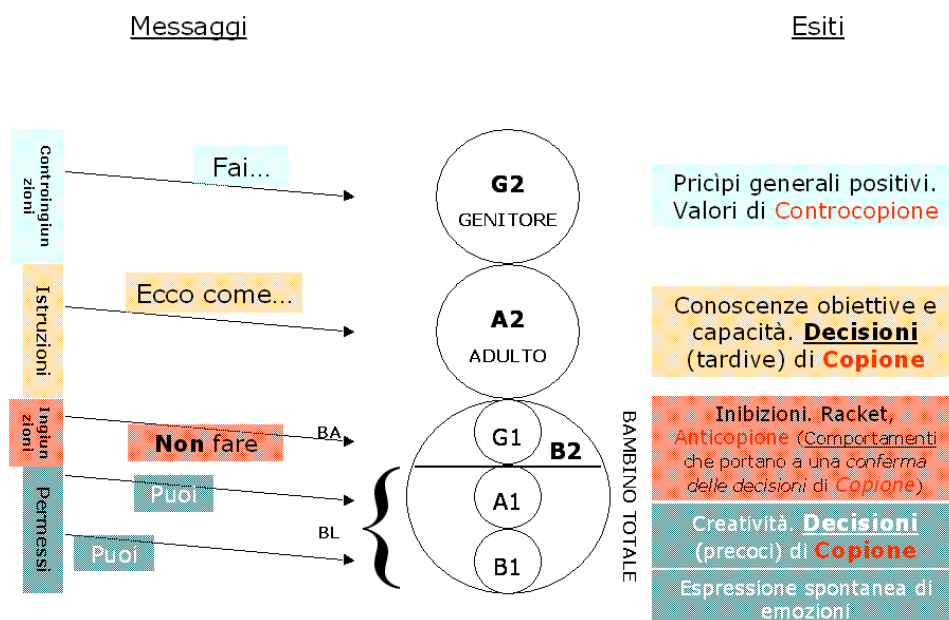 Messaggi
Esiti
Controingiun
zioni
Fai...
G2
GENITORE
Pricìpi generali positivi.
Valori di Controcopione
Istruzioni
Ecco come...
A2
ADULTO
Conoscenze obiettive e
capacità. Decisioni
(tardive) di Copione
Ingiun
zioni
Non fare
BA
G1
B2
BAMBINO TOTALE
Inibizioni. Racket,
Anticopione (Comportamenti
che portano a una conferma
delle decisioni di Copione)
Permessi
Puoi
Puoi
BL
A1
B1
Creatività. Decisioni
(precoci) di Copione
Espressione spontanea di
emozioni